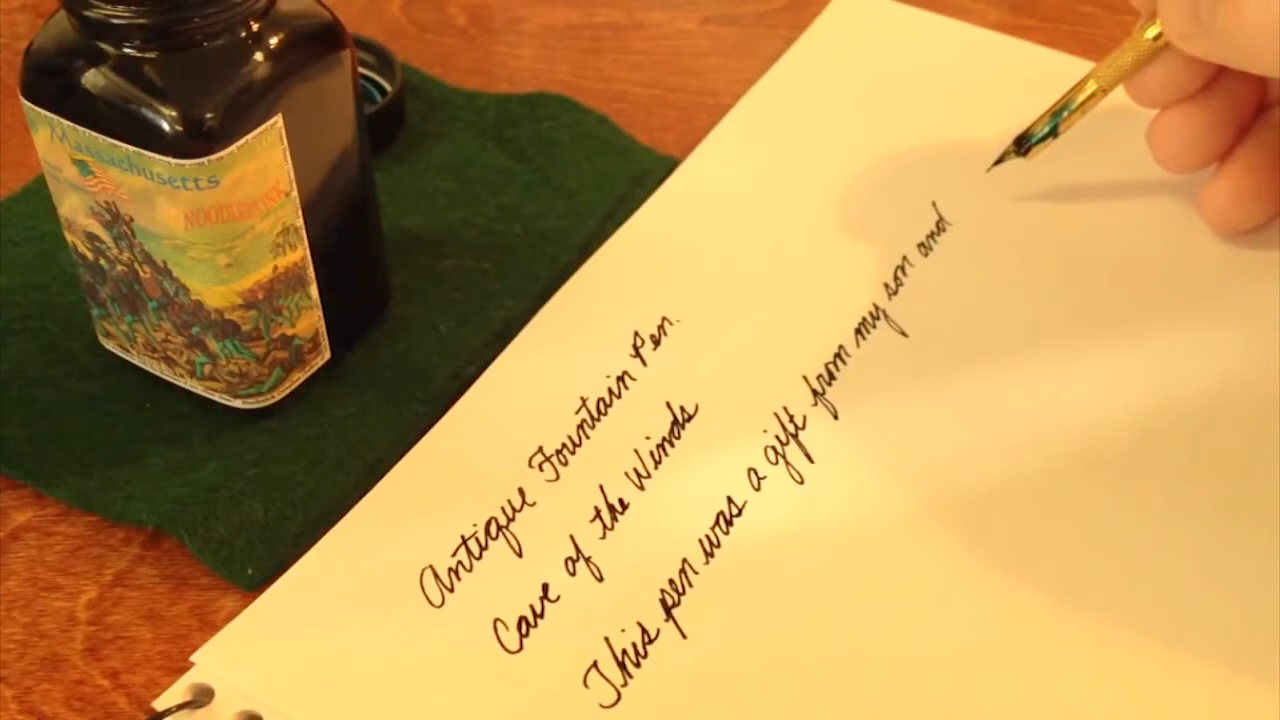 Massachusetts
NOODLER'S INK
Antique Fountain Pen.
Cave of the Winds
This pen was a gift from my son and